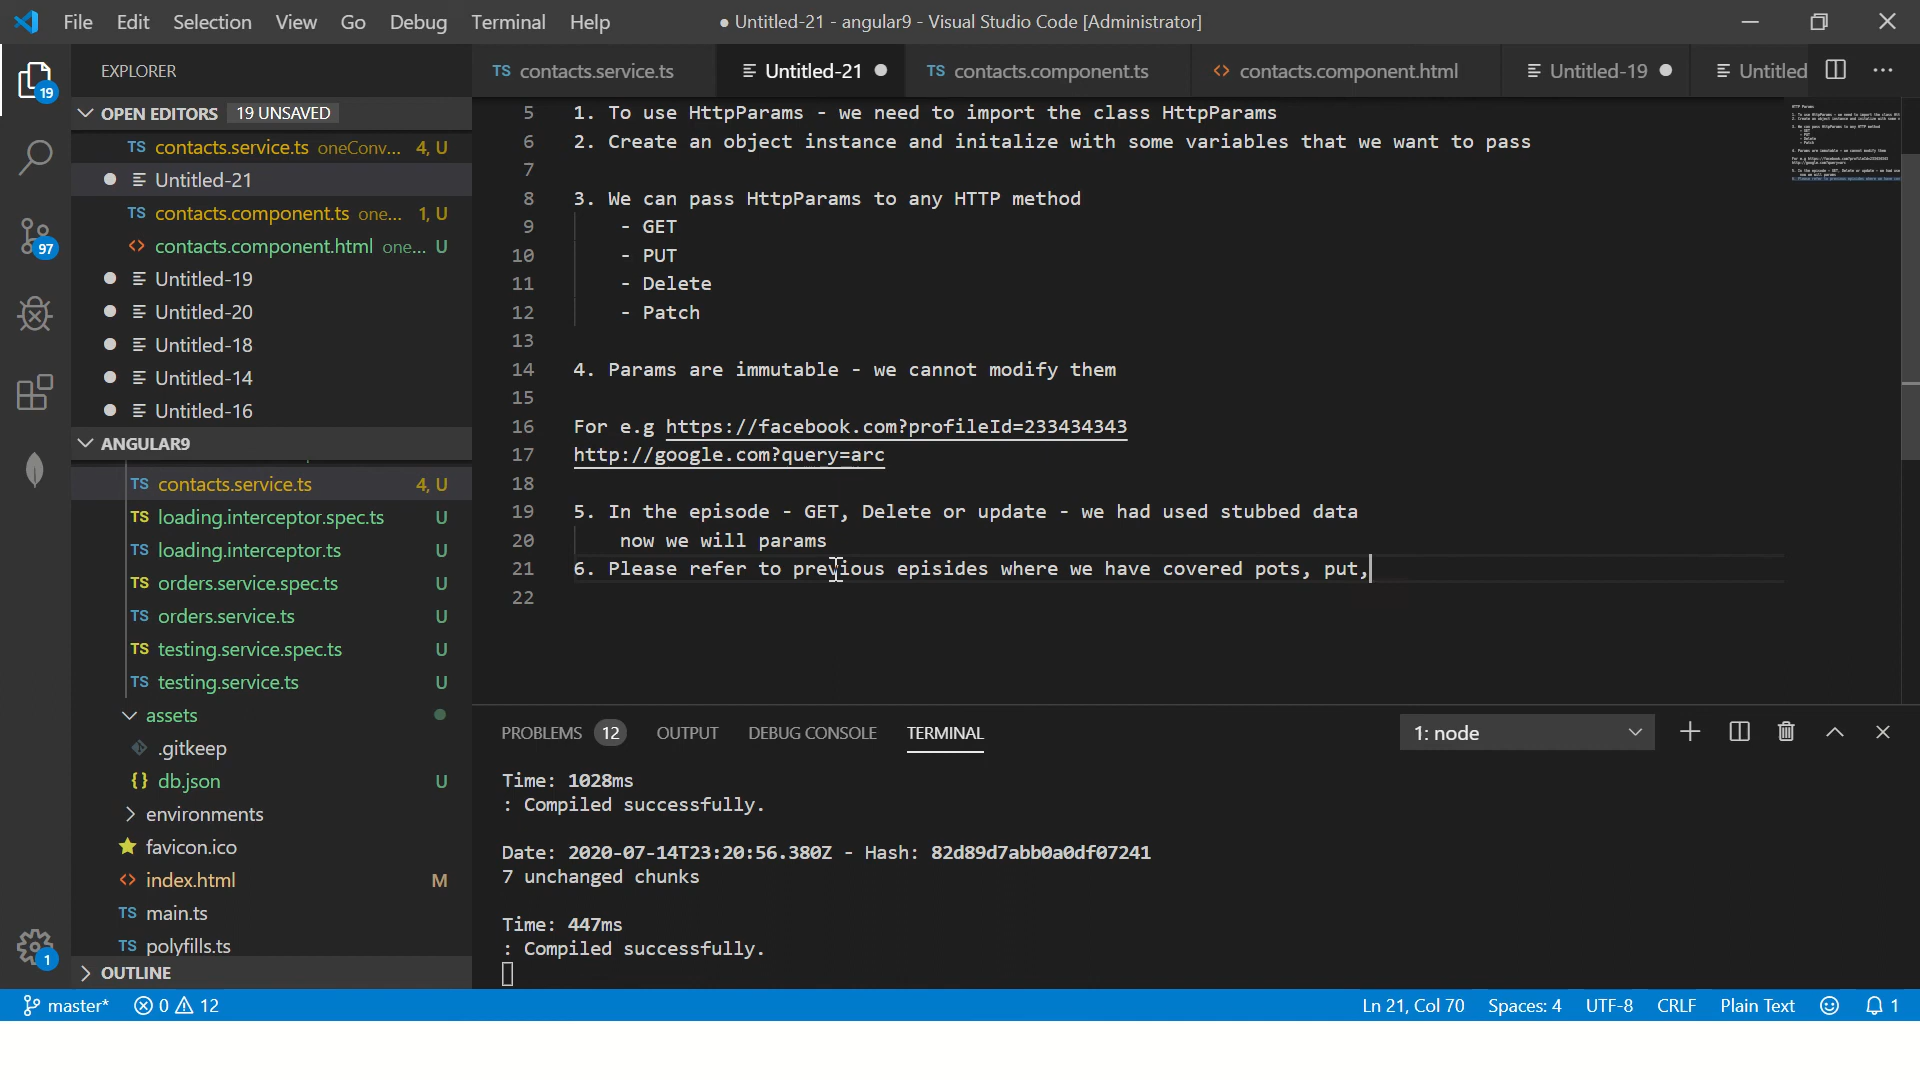 File Edit Selection View Go Debug Terminal Help
● Untitled-21 - angular9 - Visual Studio Code [Administrator]
EXPLORER
TS contacts.service.ts
Untitled-21
TS contacts.component.ts
<> contacts.component.html
Untitled-19
Untitled
19
97
1
OPEN EDITORS 19 UNSAVED
TS contacts.service.ts oneConv... 4, U
Untitled-21
TS contacts.component.ts one... 1, U
<> contacts.component.html one... U
Untitled-19
Untitled-20
Untitled-18
Untitled-14
Untitled-16
ANGULAR9
TS contacts.service.ts 4, U
TS loading.interceptor.spec.ts U
TS loading.interceptor.ts U
TS orders.service.spec.ts U
TS orders.service.ts U
TS testing.service.spec.ts U
TS testing.service.ts U
assets
.gitkeep
{} db.json U
environments
favicon.ico
<> index.html M
TS main.ts
TS polyfills.ts
OUTLINE
5 1. To use HttpParams - we need to import the class HttpParams
6 2. Create an object instance and initalize with some variables that we want to pass
7
8 3. We can pass HttpParams to any HTTP method
9 - GET
10 - PUT
11 - Delete
12 - Patch
13
14 4. Params are immutable - we cannot modify them
15
16 For e.g https://facebook.com?profileId=233434343
17 http://google.com?query=arc
18
19 5. In the episode - GET, Delete or update - we had used stubbed data
20 now we will params
21 6. Please refer to previous episides where we have covered pots, put,
22
PROBLEMS 12 OUTPUT DEBUG CONSOLE TERMINAL
1: node
Time: 1028ms
: Compiled successfully.
Date: 2020-07-14T23:20:56.380Z - Hash: 82d89d7abb0a0df07241
7 unchanged chunks
Time: 447ms
: Compiled successfully.
master* 0 12
Ln 21, Col 70 Spaces: 4 UTF-8 CRLF Plain Text 1